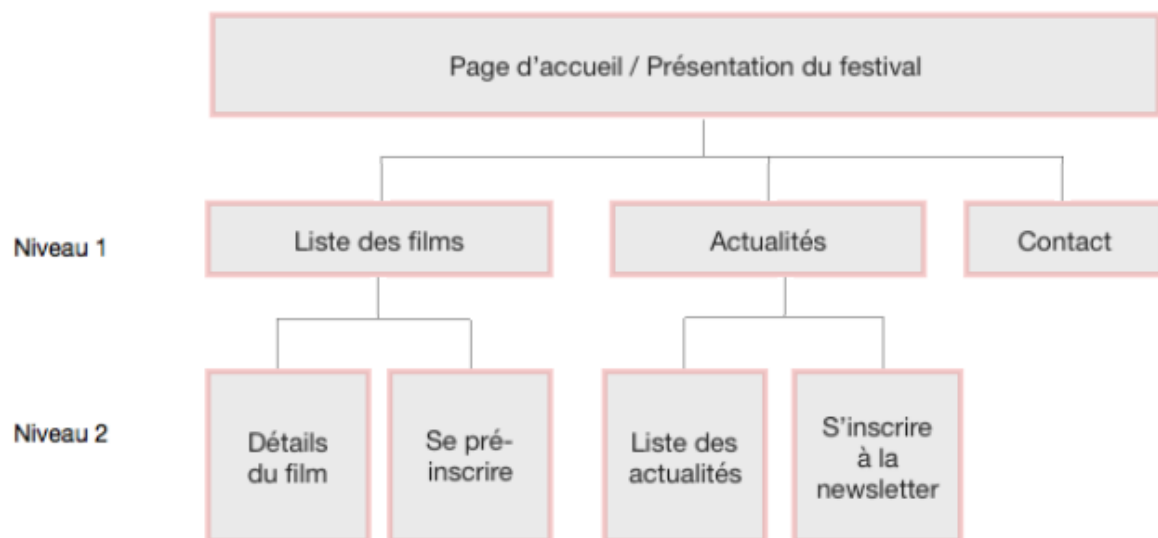 Page d’accueil / Présentation du festival
Niveau 1
Liste des films
Actualités
Contact
Niveau 2
Détails
du film
Se pré-
inscrire
Liste des
actualités
S’inscrire
à la
newsletter